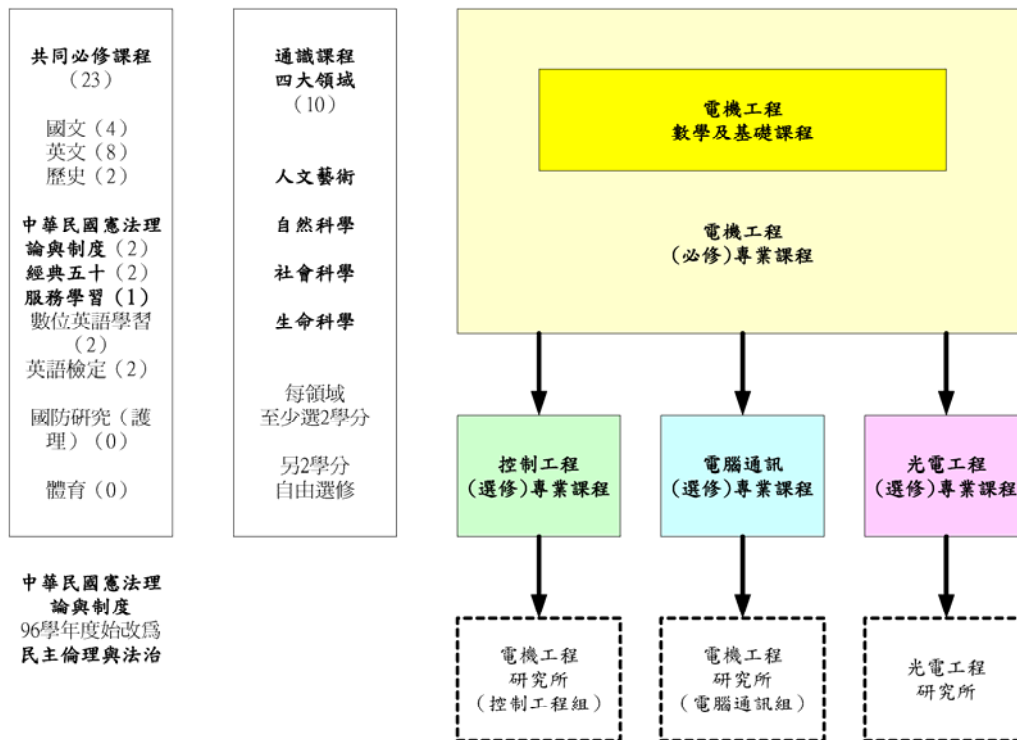 共同必修課程
（23）
國文（4）
英文（8）
歷史（2）
中華民國憲法理
論與制度（2）
經典五十（2）
服務學習（1）
數位英語學習
（2）
英語檢定（2）
國防研究（護
理）（0）
體育（0）
中華民國憲法理
論與制度
96學年度始改爲
民主倫理與法治
通識課程
四大領域
（10）
人文藝術
自然科學
社會科學
生命科學
每領域
至少選2學分
另2學分
自由選修
電機工程
數學及基礎課程
電機工程
(必修)專業課程
控制工程
(選修)專業課程
電腦通訊
(選修)專業課程
光電工程
(選修)專業課程
電機工程
研究所
（控制工程組）
電機工程
研究所
（電腦通訊組）
光電工程
研究所